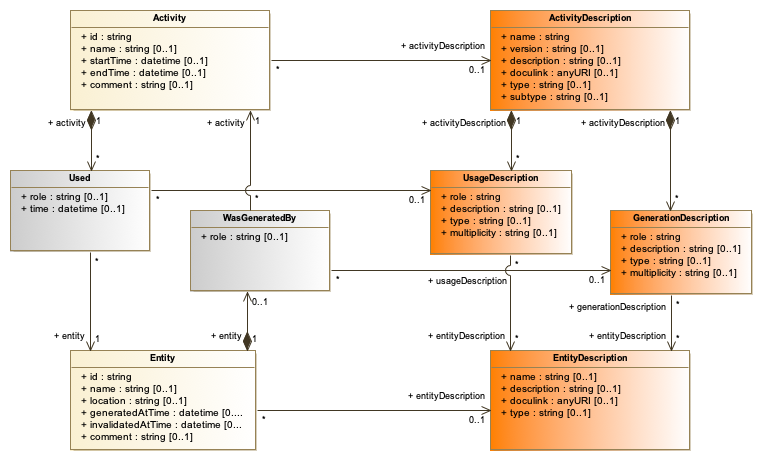 Activity
+ id : string
+ name : string [0..1]
+ startTime : datetime [0..1]
+ endTime : datetime [0..1]
+ comment : string [0..1]
ActivityDescription
+ name : string
+ version : string [0..1]
+ description : string [0..1]
+ doculink : anyURI [0..1]
+ type : string [0..1]
+ subtype : string [0..1]
+ activityDescription
*
0..1
+ activity
1
*
+ activity
1
*
+ activityDescription
1
*
+ activityDescription
1
*
Used
+ role : string [0..1]
+ time : datetime [0..1]
*
0..1
UsageDescription
+ role : string
+ description : string [0..1]
+ type : string [0..1]
+ multiplicity : string [0..1]
WasGeneratedBy
+ role : string [0..1]
GenerationDescription
+ role : string
+ description : string [0..1]
+ type : string [0..1]
+ multiplicity : string [0..1]
*
+ usageDescription
0..1
*
*
+ generationDescription
*
0..1
+ entity
1
+ entity
1
+ entityDescription
*
+ entityDescription
*
Entity
+ id : string
+ name : string [0..1]
+ location : string [0..1]
+ generatedAtTime : datetime [0....
+ invalidatedAtTime : datetime [0...
+ comment : string [0..1]
+ entityDescription
*
0..1
EntityDescription
+ name : string [0..1]
+ description : string [0..1]
+ doculink : anyURI [0..1]
+ type : string [0..1]